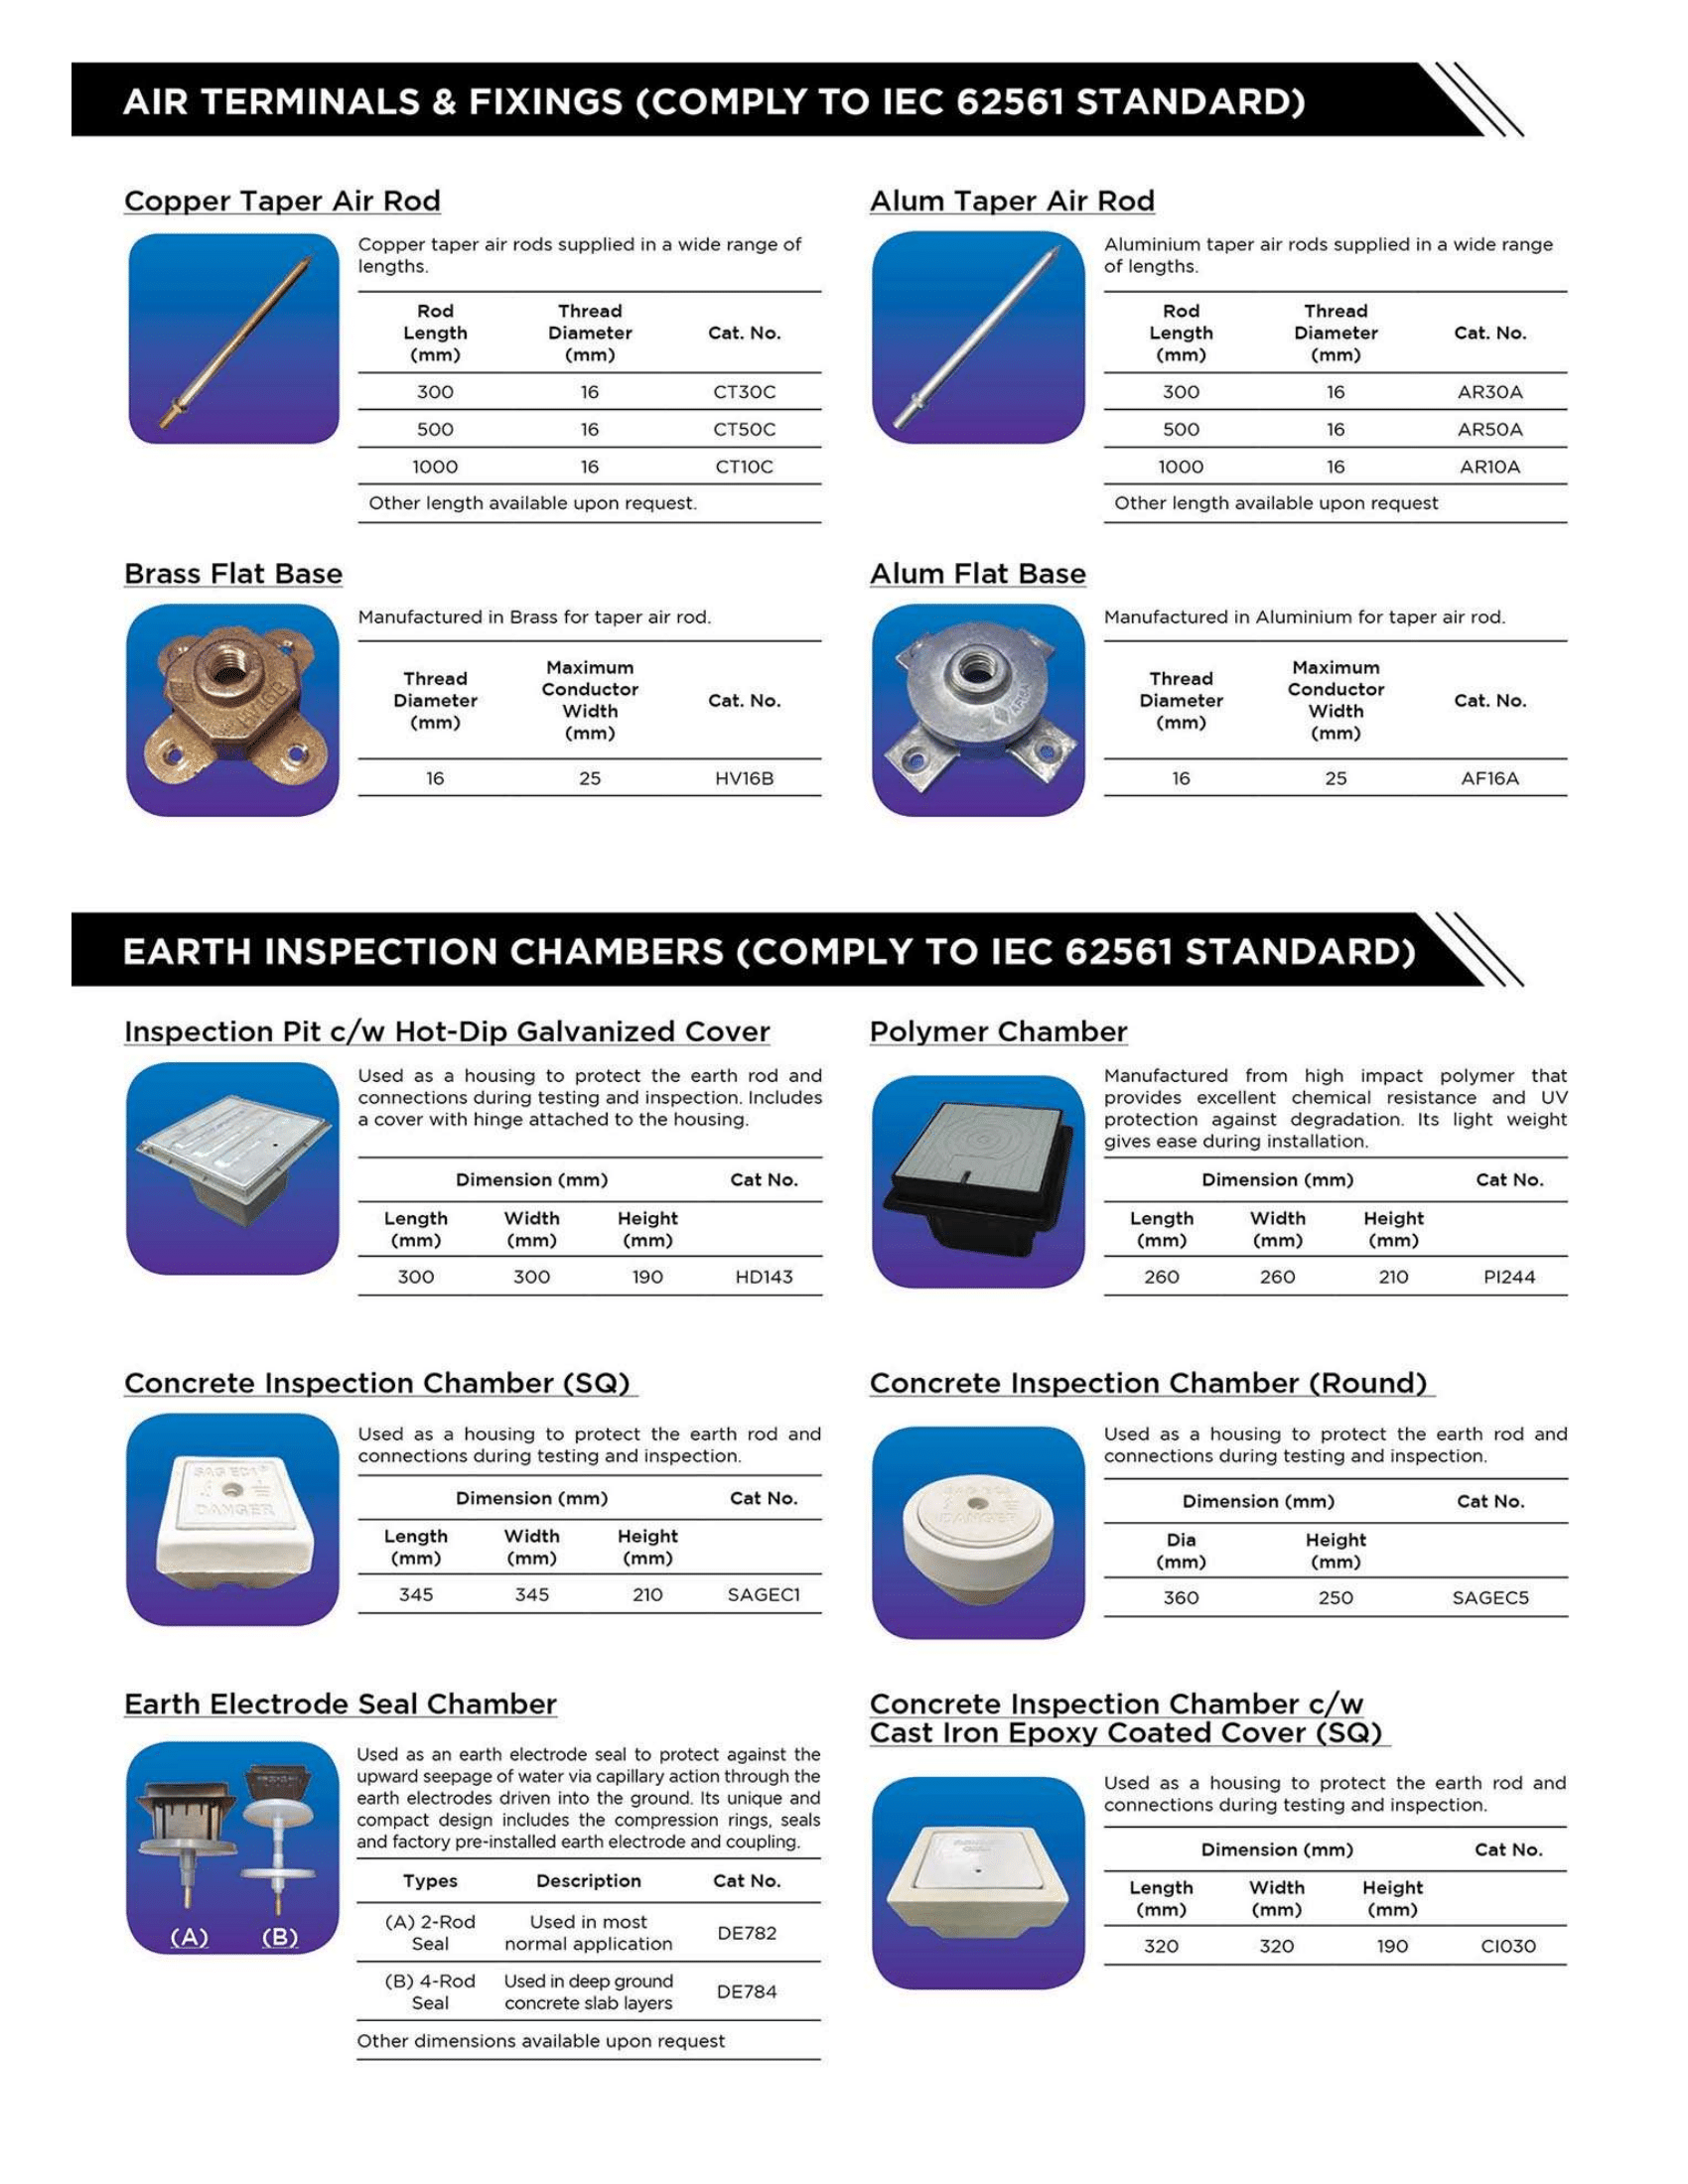 AIR TERMINALS & FIXINGS (COMPLY TO IEC 62561 STANDARD)
Copper Taper Air Rod
Copper taper air rods supplied in a wide range of
lengths.
Rod Length (mm) Thread Diameter (mm) Cat. No.
300 16 CT30C
500 16 CT50C
1000 16 CT10C
Other length available upon request.
Alum Taper Air Rod
Aluminium taper air rods supplied in a wide range
of lengths.
Rod Length (mm) Thread Diameter (mm) Cat. No.
300 16 AR30A
500 16 AR50A
1000 16 AR10A
Other length available upon request
Brass Flat Base
HV16B
Manufactured in Brass for taper air rod.
Thread Diameter (mm) Maximum Conductor Width (mm) Cat. No.
16 25 HV16B
Alum Flat Base
Manufactured in Aluminium for taper air rod.
Thread Diameter (mm) Maximum Conductor Width (mm) Cat. No.
16 25 AF16A
EARTH INSPECTION CHAMBERS (COMPLY TO IEC 62561 STANDARD)
Inspection Pit c/w Hot-Dip Galvanized Cover
Used as a housing to protect the earth rod and
connections during testing and inspection. Includes
a cover with hinge attached to the housing.
Dimension (mm) Cat No.
Length (mm) Width (mm) Height (mm)
300 300 190 HD143
Polymer Chamber
Manufactured from high impact polymer that
provides excellent chemical resistance and UV
protection against degradation. Its light weight
gives ease during installation.
Dimension (mm) Cat No.
Length (mm) Width (mm) Height (mm)
260 260 210 PI244
Concrete Inspection Chamber (SQ)
SAG EC1
DANGER
Used as a housing to protect the earth rod and
connections during testing and inspection.
Dimension (mm) Cat No.
Length (mm) Width (mm) Height (mm)
345 345 210 SAGEC1
Concrete Inspection Chamber (Round)
DANGER
Used as a housing to protect the earth rod and
connections during testing and inspection.
Dimension (mm) Cat No.
Dia (mm) Height (mm)
360 250 SAGEC5
Earth Electrode Seal Chamber
(A) (B)
Used as an earth electrode seal to protect against the
upward seepage of water via capillary action through the
earth electrodes driven into the ground. Its unique and
compact design includes the compression rings, seals
and factory pre-installed earth electrode and coupling.
Types Description Cat No.
(A) 2-Rod Seal Used in most normal application DE782
(B) 4-Rod Seal Used in deep ground concrete slab layers DE784
Other dimensions available upon request
Concrete Inspection Chamber c/w
Cast Iron Epoxy Coated Cover (SQ)
Used as a housing to protect the earth rod and
connections during testing and inspection.
Dimension (mm) Cat No.
Length (mm) Width (mm) Height (mm)
320 320 190 CI030